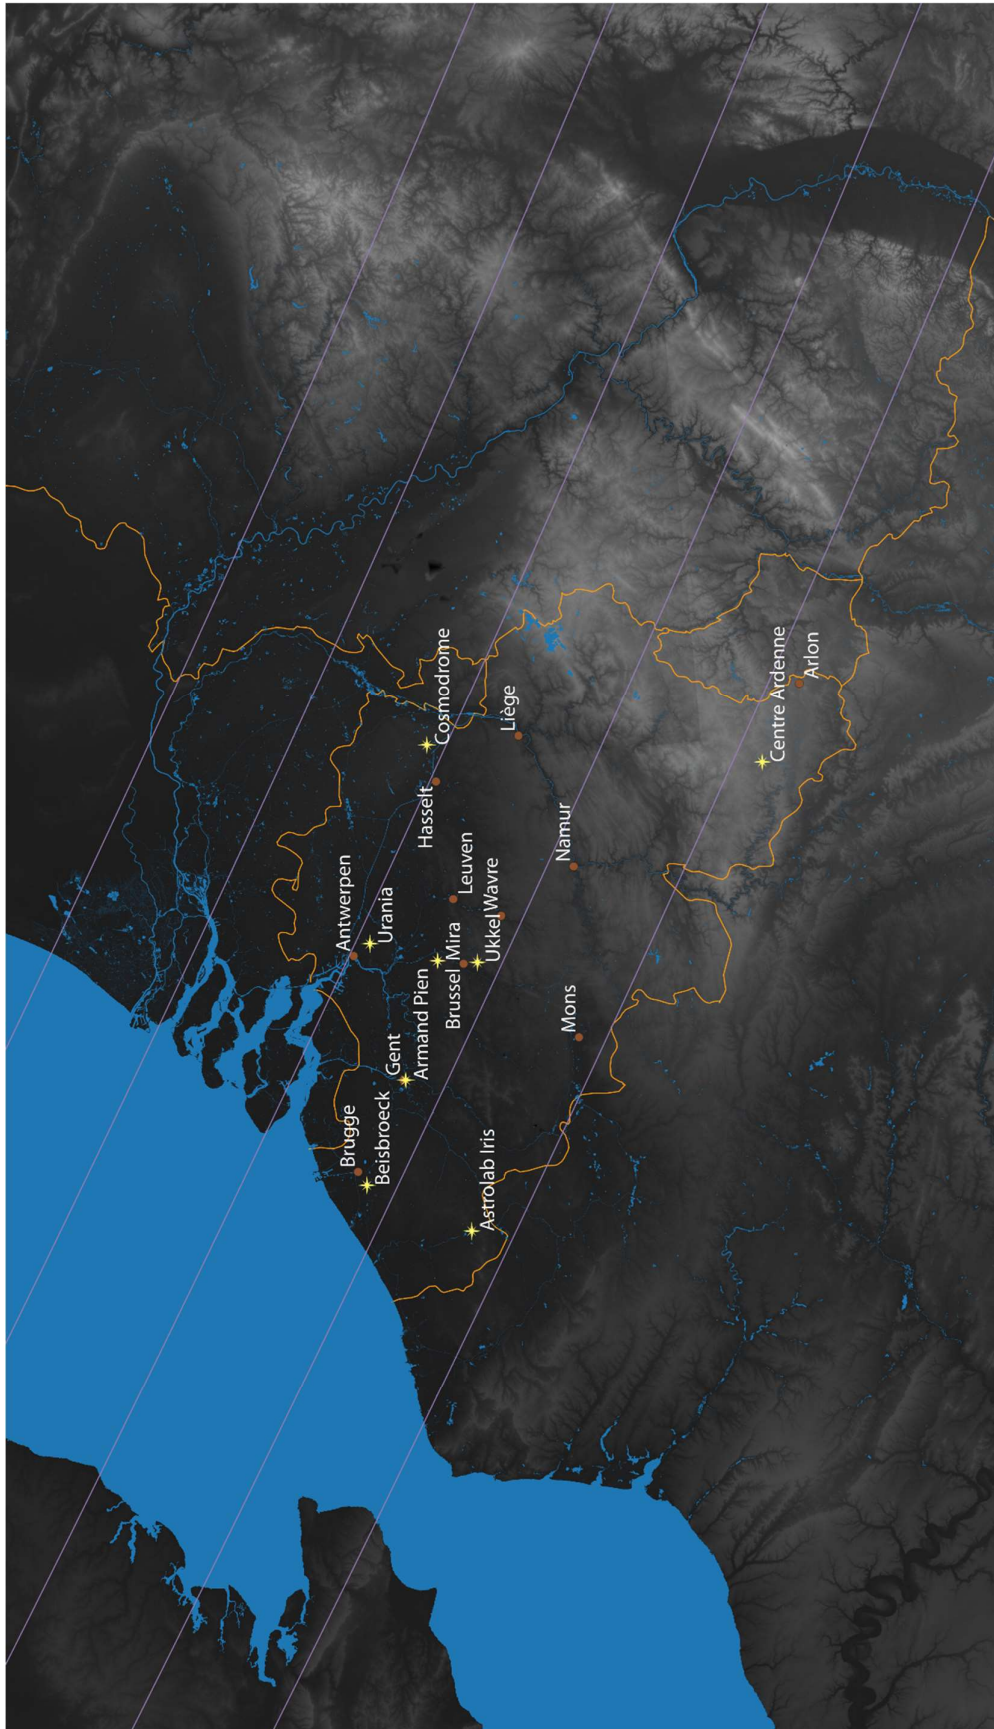 Brugge
Beisbroeck
Gent
Armand Pien
Antwerpen
Urania
Astrolab Iris
Brussel
Mira
Ukkel
Wavre
Leuven
Hasselt
Cosmodrome
Mons
Namur
Liège
Centre Ardenne
Arlon